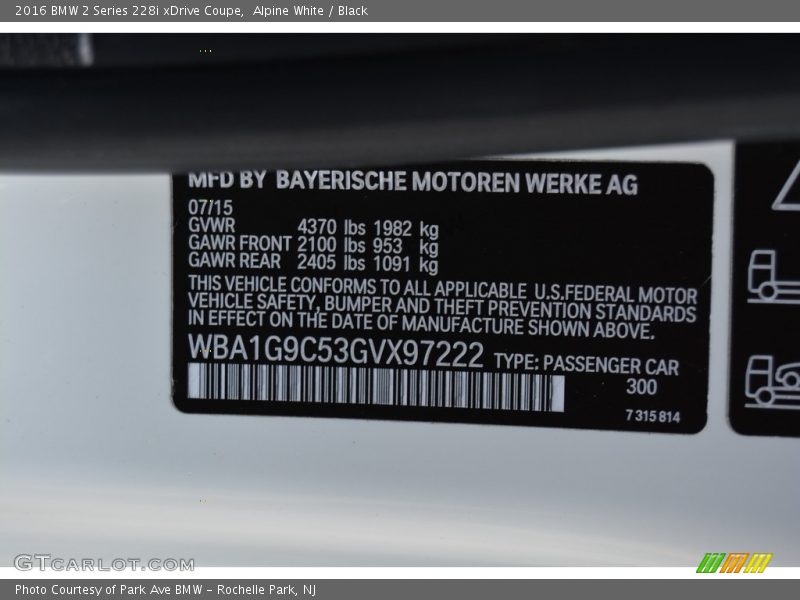 2016 BMW 2 Series 228i xDrive Coupe,  Alpine White / Black
MFD BY BAYERISCHE MOTOREN WERKE AG
07/15
GVWR 4370 lbs 1982 kg
GAWR FRONT 2100 lbs 953 kg
GAWR REAR 2405 lbs 1091 kg
THIS VEHICLE CONFORMS TO ALL APPLICABLE U.S.FEDERAL MOTOR
VEHICLE SAFETY, BUMPER AND THEFT PREVENTION STANDARDS
IN EFFECT ON THE DATE OF MANUFACTURE SHOWN ABOVE.
WBA1G9C53GVX97222 TYPE: PASSENGER CAR
300
7 315 814
GTCARLOT.COM
Photo Courtesy of Park Ave BMW - Rochelle Park, NJ